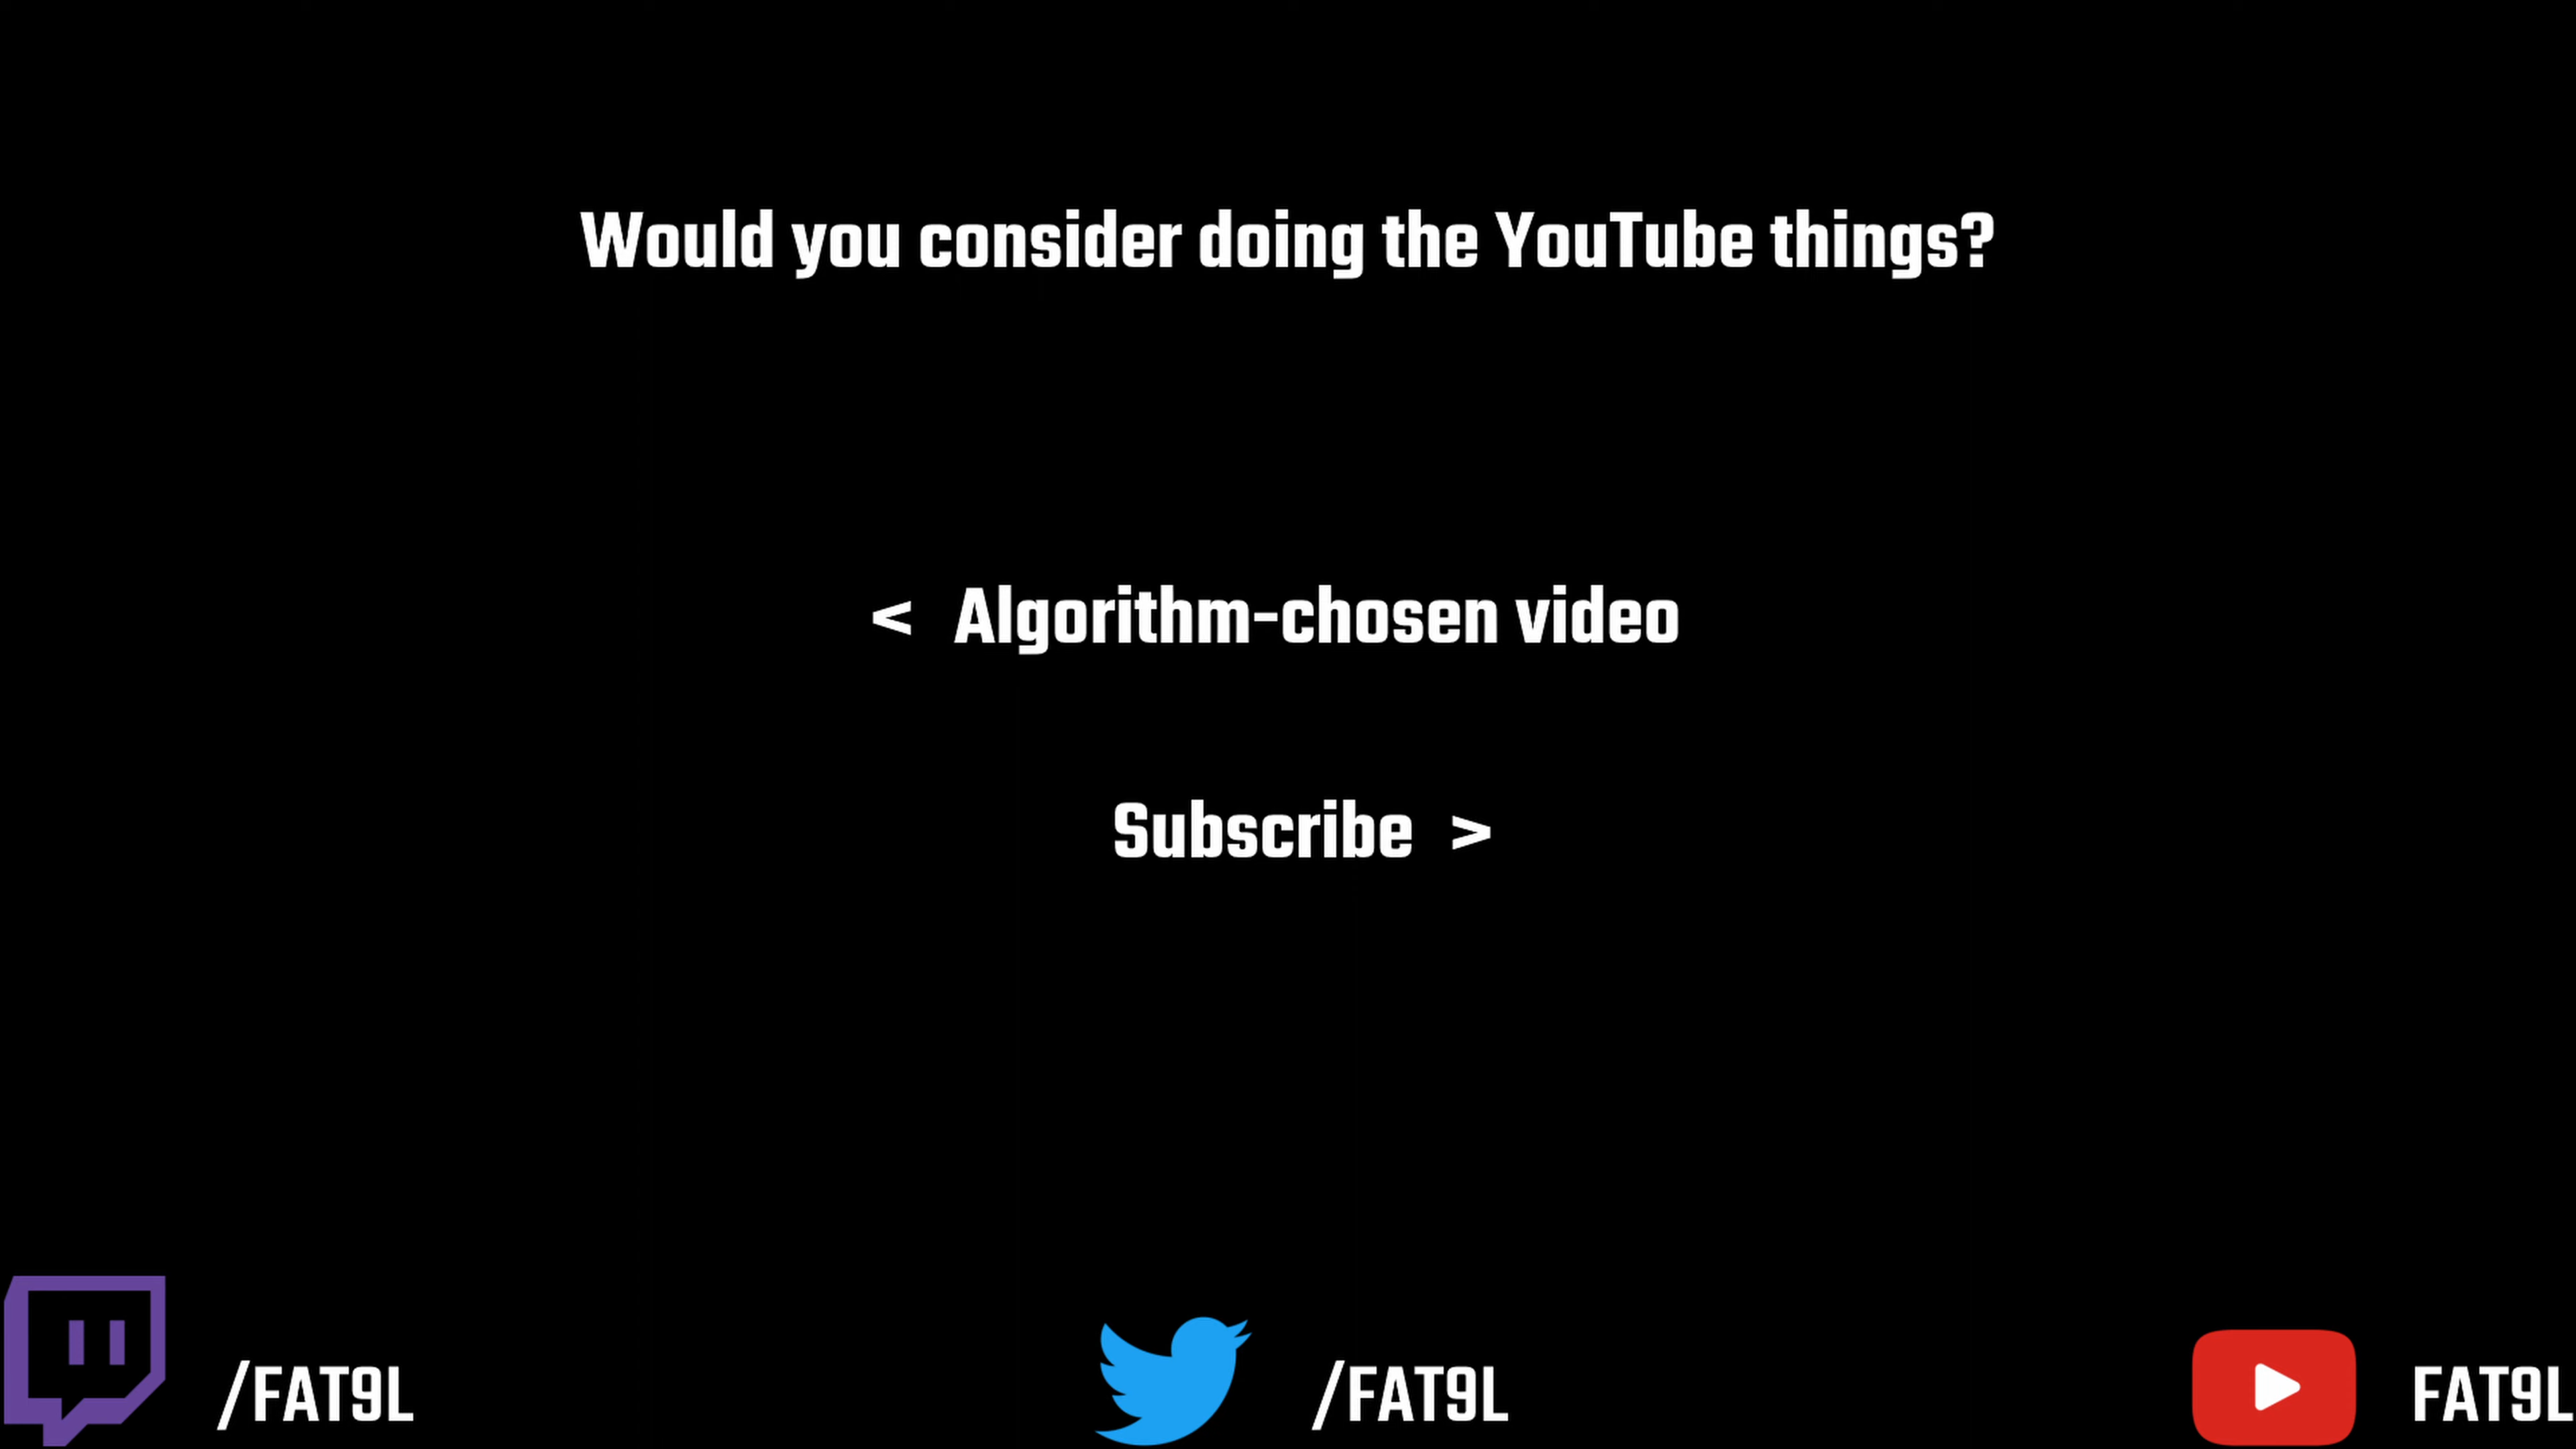 Would you consider doing the YouTube things?
< Algorithm-chosen video
Subscribe >
/FAT9L
/FAT9L
FAT9L